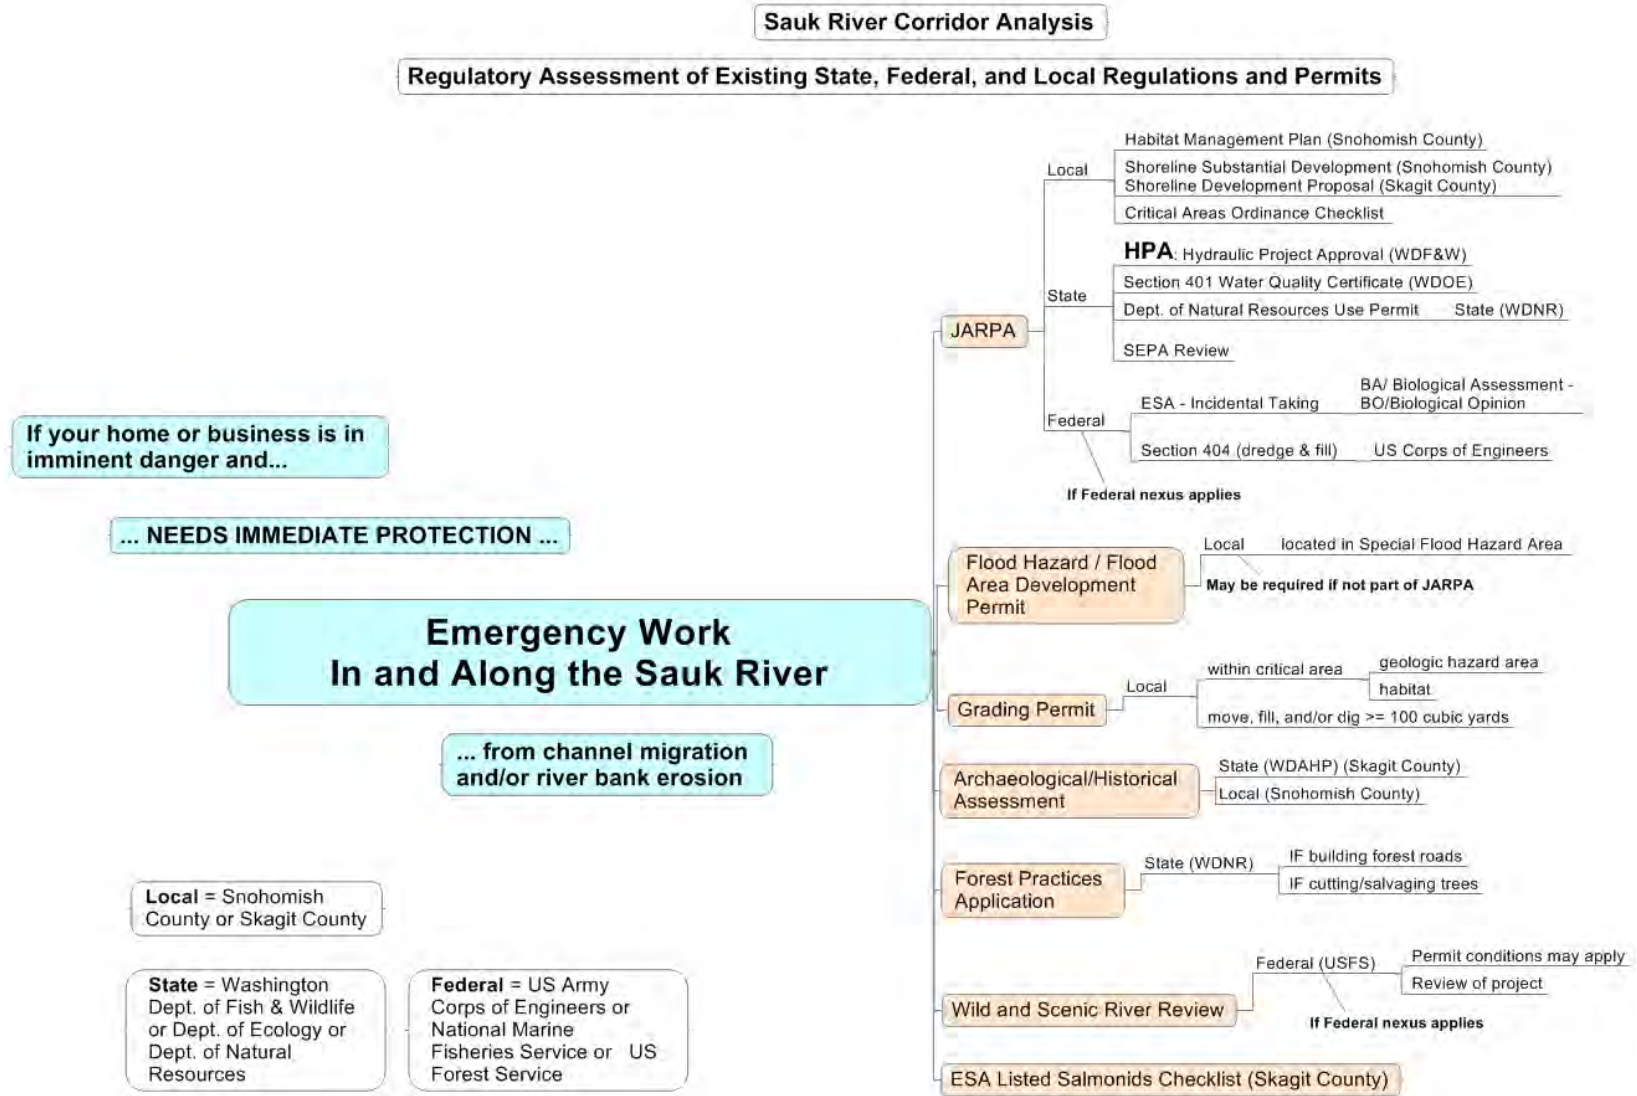 Sauk River Corridor Analysis
Regulatory Assessment of Existing State, Federal, and Local Regulations and Permits
If your home or business is in
imminent danger and...
... NEEDS IMMEDIATE PROTECTION ...
Emergency Work
In and Along the Sauk River
... from channel migration
and/or river bank erosion
Local = Snohomish
County or Skagit County
State = Washington
Dept. of Fish & Wildlife
or Dept. of Ecology or
Dept. of Natural
Resources
Federal = US Army
Corps of Engineers or
National Marine
Fisheries Service or US
Forest Service
JARPA
Local
Habitat Management Plan (Snohomish County)
Shoreline Substantial Development (Snohomish County)
Shoreline Development Proposal (Skagit County)
Critical Areas Ordinance Checklist
State
HPA: Hydraulic Project Approval (WDF&W)
Section 401 Water Quality Certificate (WDOE)
Dept. of Natural Resources Use Permit State (WDNR)
SEPA Review
Federal
ESA - Incidental Taking
BA/ Biological Assessment -
BO/Biological Opinion
Section 404 (dredge & fill) US Corps of Engineers
If Federal nexus applies
Flood Hazard / Flood
Area Development
Permit
Local located in Special Flood Hazard Area
May be required if not part of JARPA
Grading Permit
Local
within critical area
geologic hazard area
habitat
move, fill, and/or dig >= 100 cubic yards
Archaeological/Historical
Assessment
State (WDAHP) (Skagit County)
Local (Snohomish County)
Forest Practices
Application
State (WDNR)
IF building forest roads
IF cutting/salvaging trees
Wild and Scenic River Review
Federal (USFS)
Permit conditions may apply
Review of project
If Federal nexus applies
ESA Listed Salmonids Checklist (Skagit County)